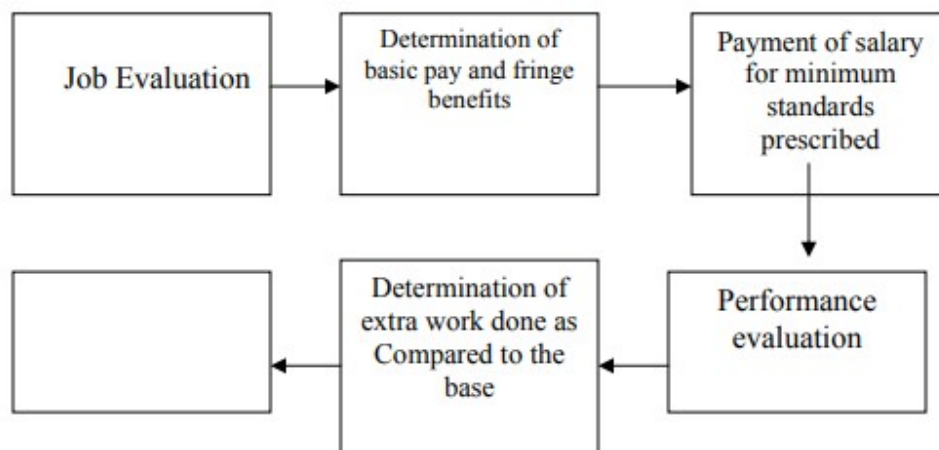 Job Evaluation
Determination of
basic pay and fringe
benefits
Payment of salary
for minimum
standards
prescribed
Performance
evaluation
Determination of
extra work done as
Compared to the
base